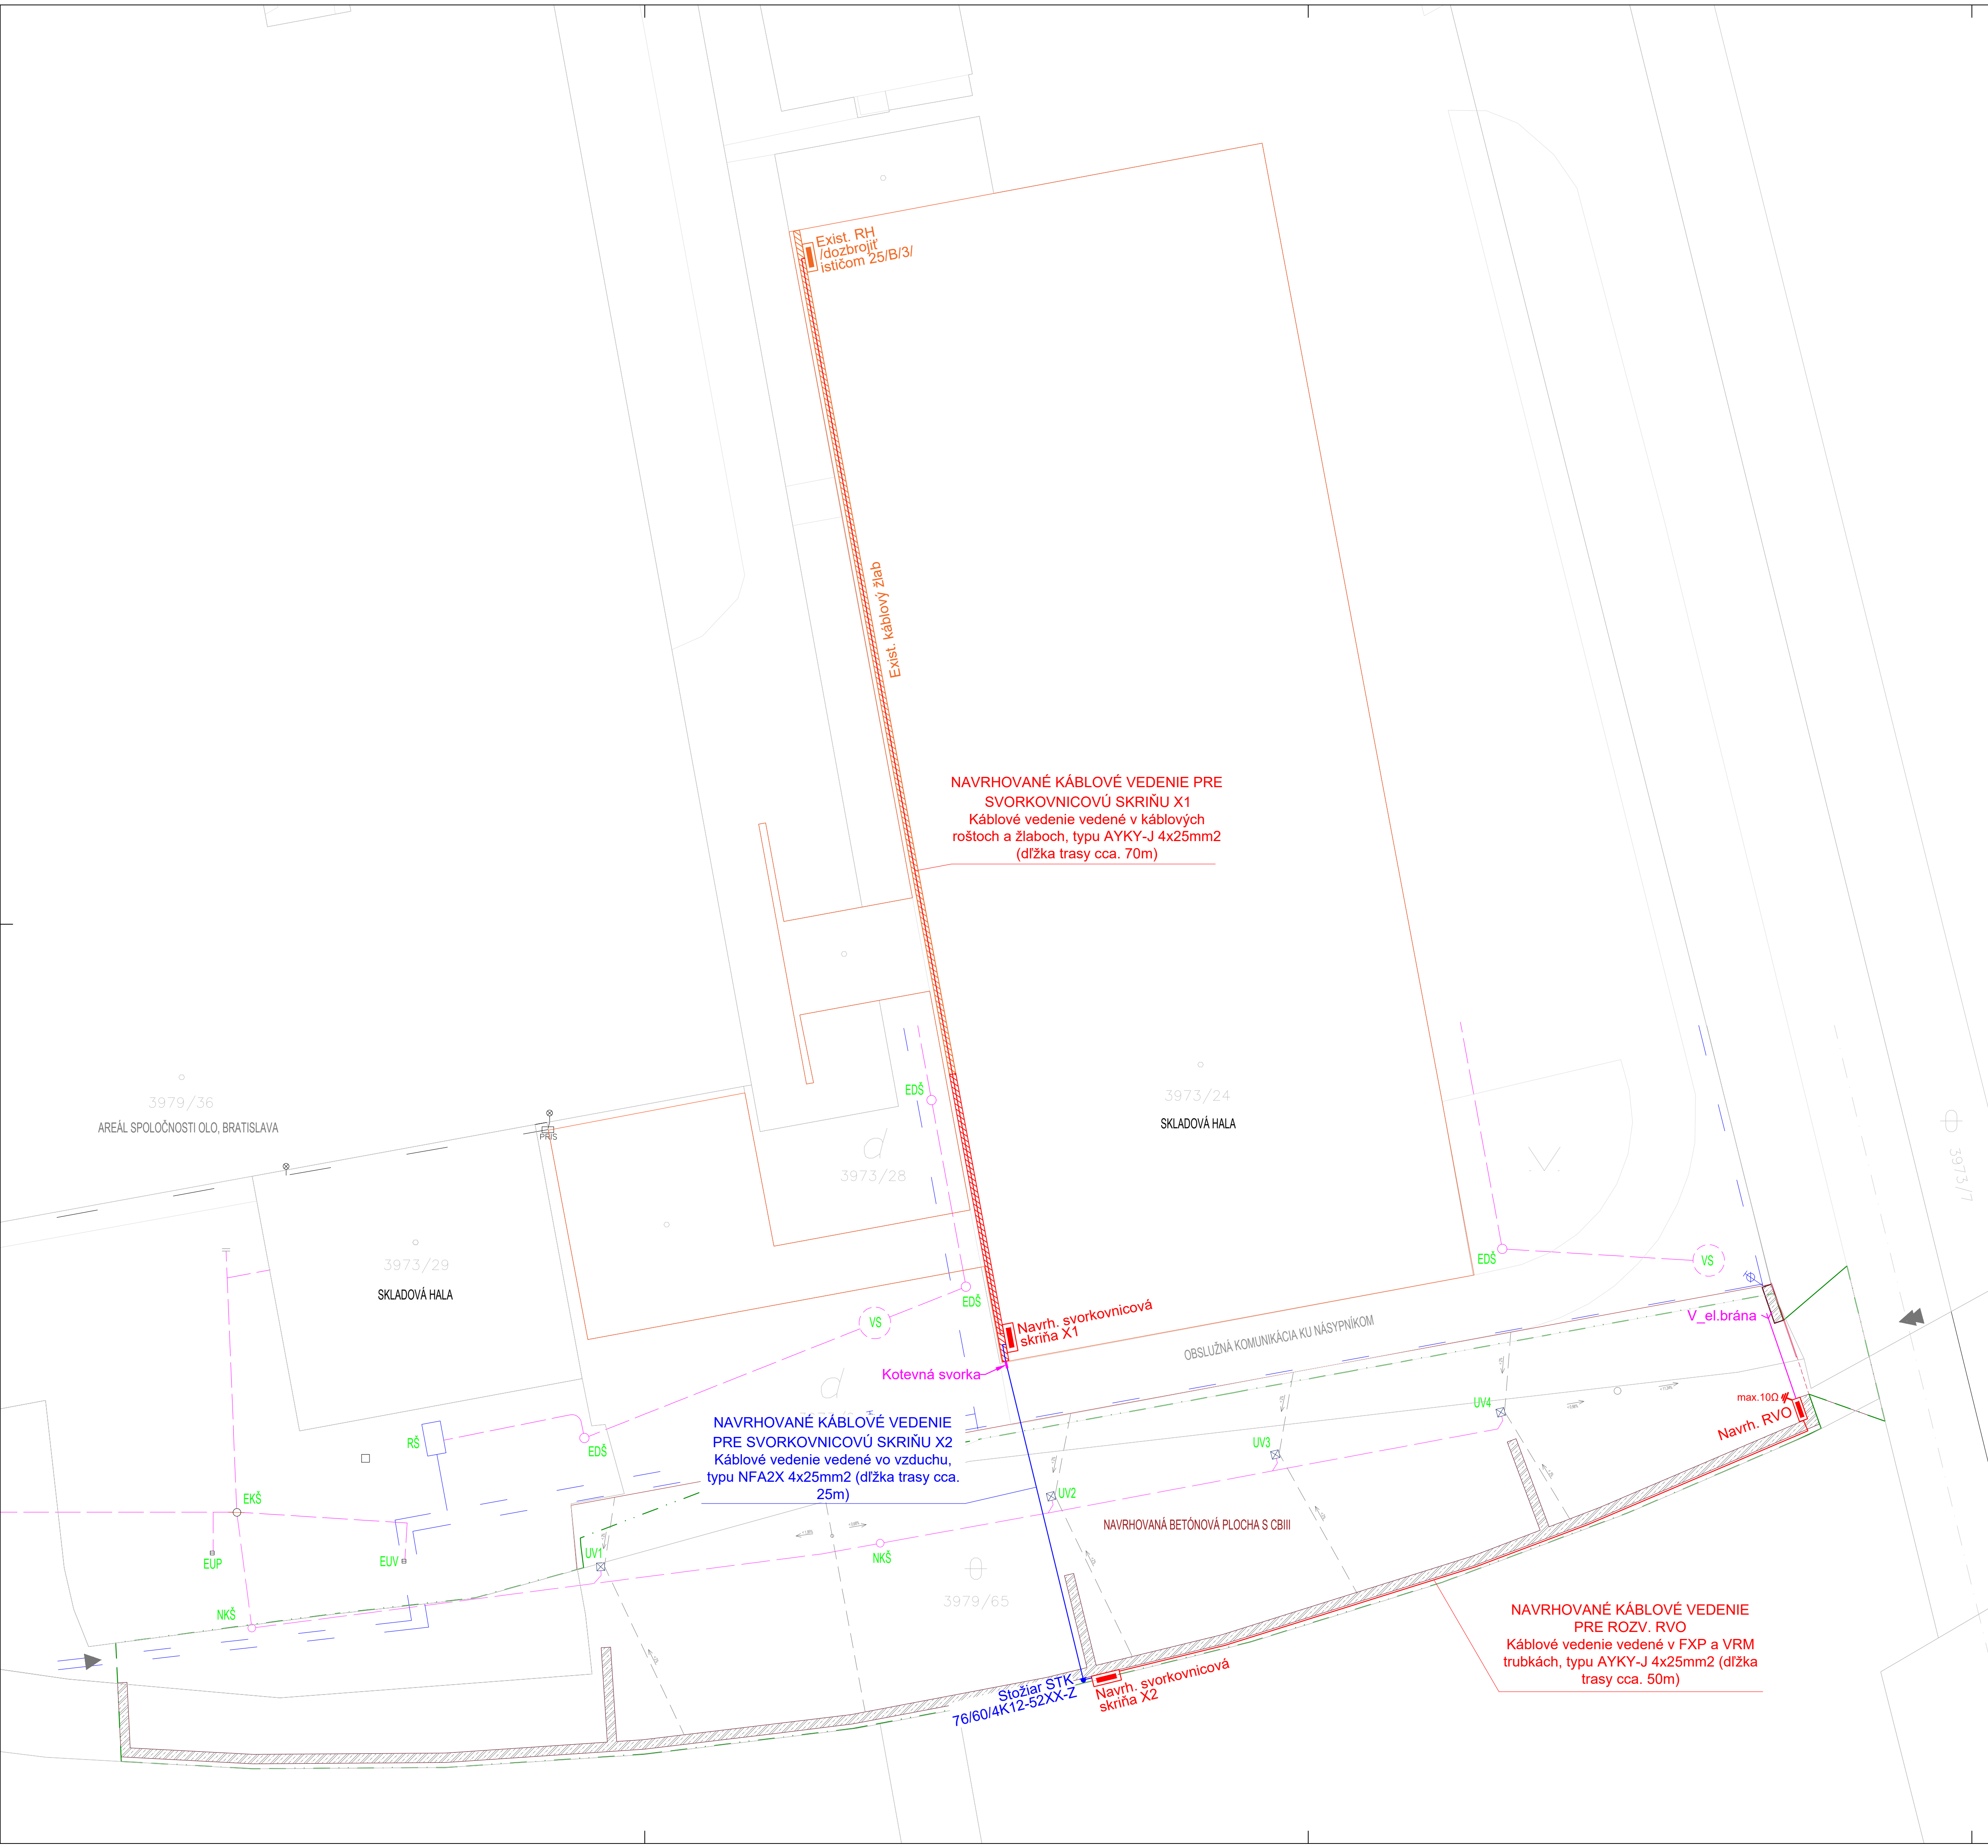 Exist. RH
/dozbrojiť
ističom 25/B/3/
Exist. káblový žlab
NAVRHOVANÉ KÁBLOVÉ VEDENIE PRE
SVORKOVNICOVÚ SKRIŇU X1
Káblové vedenie vedené v káblových
roštoch a žlaboch, typu AYKY-J 4x25mm2
(dľžka trasy cca. 70m)
3979/36
AREÁL SPOLOČNOSTI OLO, BRATISLAVA
PRIS
EDŠ
3973/28
3973/24
SKLADOVÁ HALA
3973/7
3973/29
SKLADOVÁ HALA
EDŠ
VS
EDŠ
VS
Navrh. svorkovnicová
skriňa X1
Kotevná svorka
OBSLUŽNÁ KOMUNIKÁCIA KU NÁSYPNÍKOM
V_el.brána
max.10Ω
Navrh. RVO
NAVRHOVANÉ KÁBLOVÉ VEDENIE
PRE SVORKOVNICOVÚ SKRIŇU X2
Káblové vedenie vedené vo vzduchu,
typu NFA2X 4x25mm2 (dľžka trasy cca.
25m)
RŠ
EDŠ
UV4
UV3
UV2
EKŠ
NAVRHOVANÁ BETÓNOVÁ PLOCHA S CBIII
EUP
EUV
UV1
NKŠ
3979/65
NKŠ
NAVRHOVANÉ KÁBLOVÉ VEDENIE
PRE ROZV. RVO
Káblové vedenie vedené v FXP a VRM
trubkách, typu AYKY-J 4x25mm2 (dľžka
trasy cca. 50m)
Stožiar STK
76/60/4K12-52XX-Z
Navrh. svorkovnicová
skriňa X2